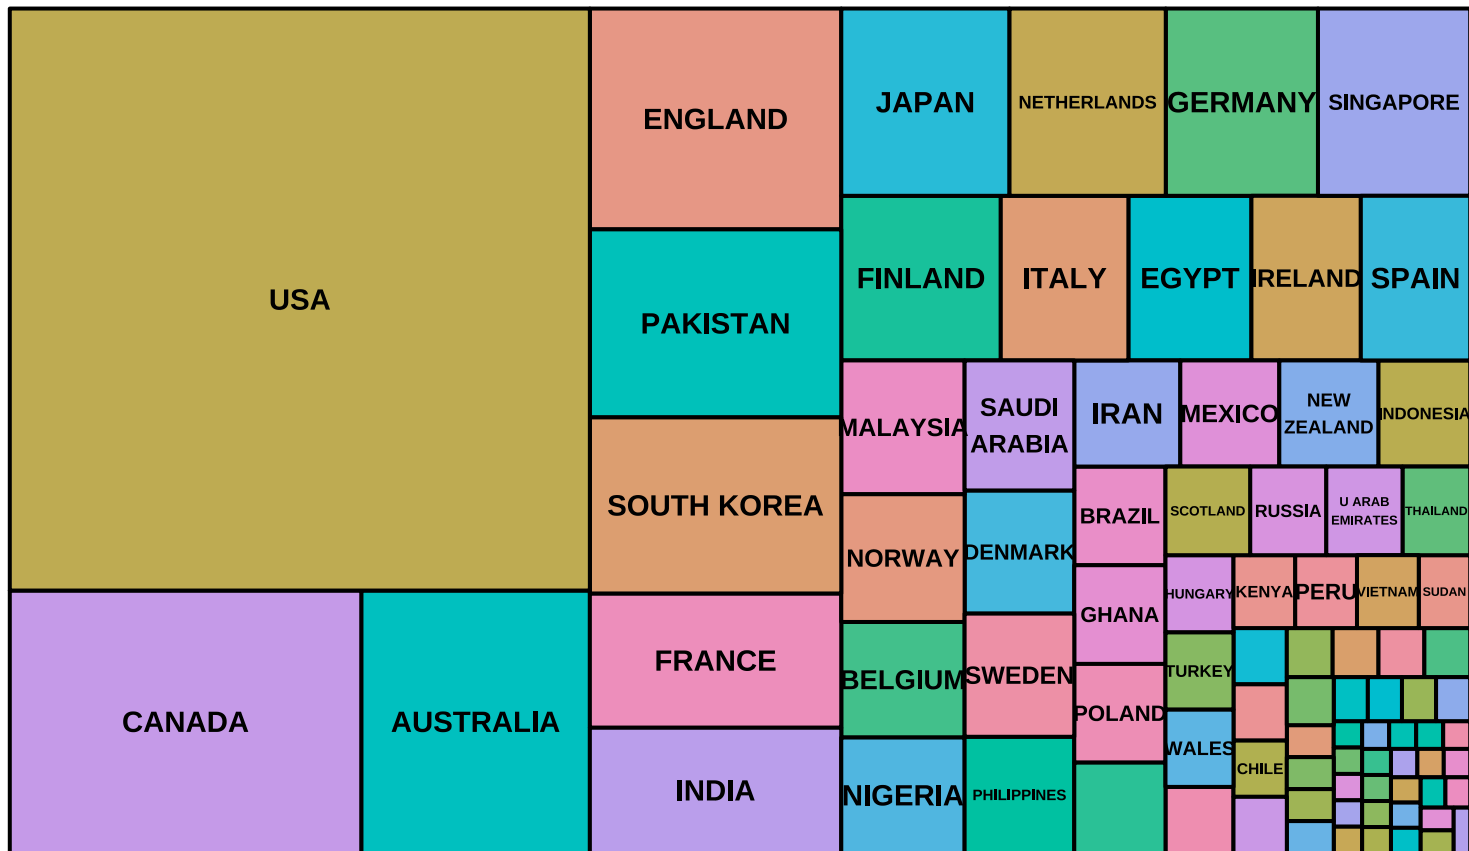 USA
CANADA
AUSTRALIA
ENGLAND
PAKISTAN
SOUTH KOREA
FRANCE
INDIA
JAPAN
NETHERLANDS
GERMANY
SINGAPORE
FINLAND
ITALY
EGYPT
IRELAND
SPAIN
MALAYSIA
NORWAY
BELGIUM
NIGERIA
SAUDI
ARABIA
DENMARK
SWEDEN
PHILIPPINES
IRAN
MEXICO
NEW
ZEALAND
INDONESIA
BRAZIL
GHANA
POLAND
SCOTLAND
RUSSIA
U ARAB
EMIRATES
THAILAND
HUNGARY
TURKEY
WALES
KENYA
PERU
VIETNAM
SUDAN
CHILE